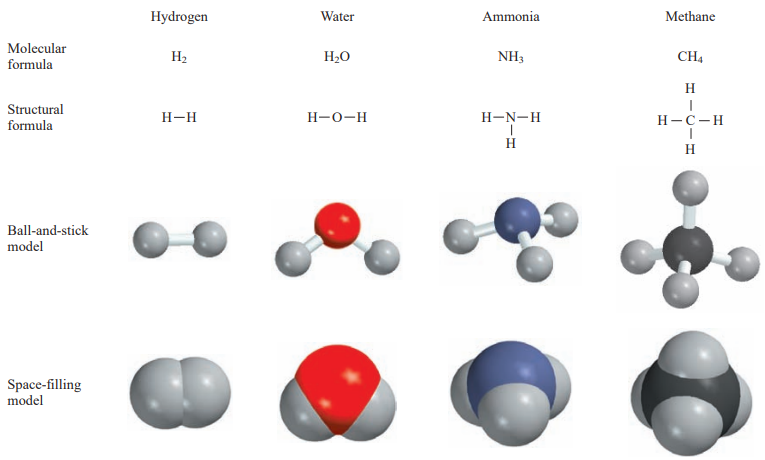 Hydrogen Water Ammonia Methane
Molecular
formula
H₂ H₂O NH₃ CH₄
Structural
formula
H–H H–O–H H–N–H
|
H
H
|
H–C–H
|
H
Ball-and-stick
model
Space-filling
model